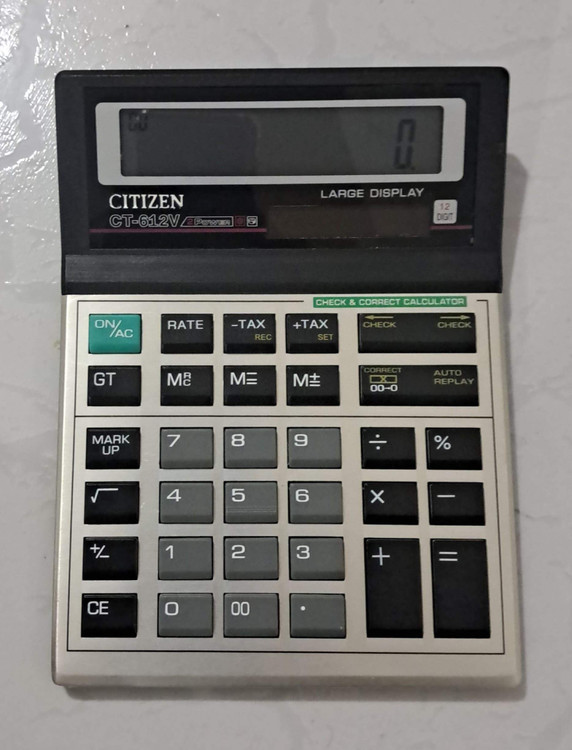 0.
CITIZEN
LARGE DISPLAY
CT-612V
POWER
12
DIGIT
CHECK & CORRECT CALCULATOR
ON/AC RATE -TAX REC +TAX SET ← CHECK → CHECK
GT MRC M= M± CORRECT X 00→0 AUTO REPLAY
MARK UP 7 8 9 ÷ %
√ 4 5 6 × −
+/− 1 2 3 + =
CE 0 00 •